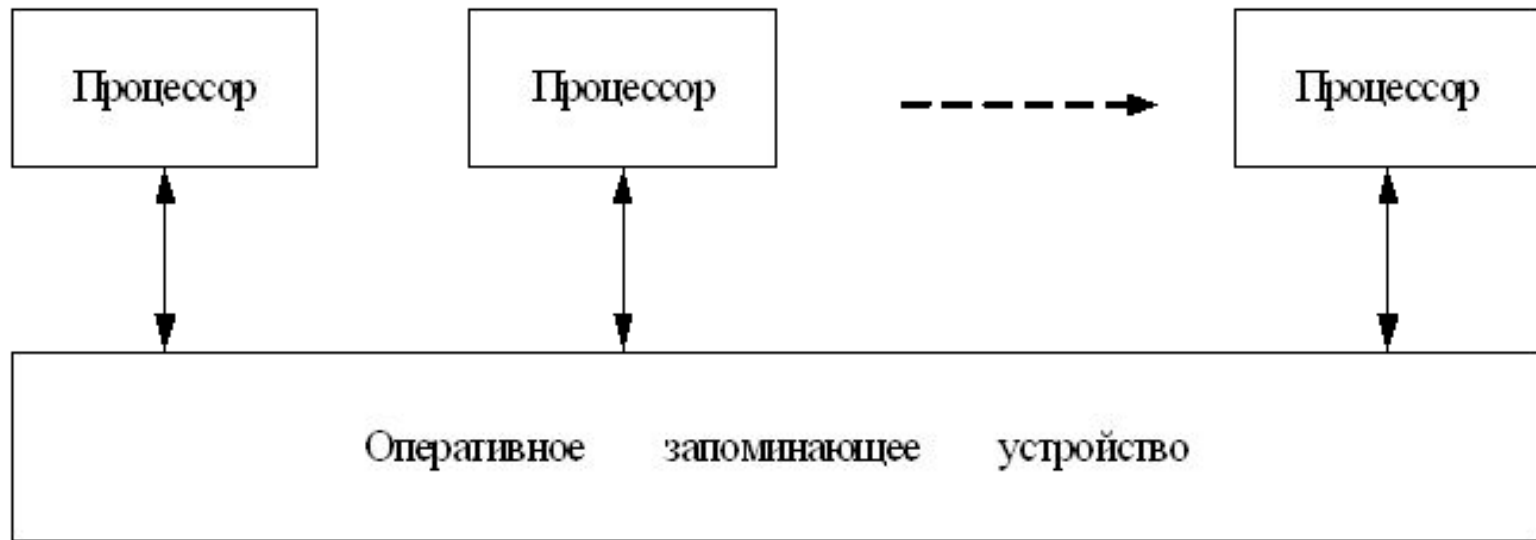 Процессор
Процессор
Процессор
Оперативное запоминающее устройство